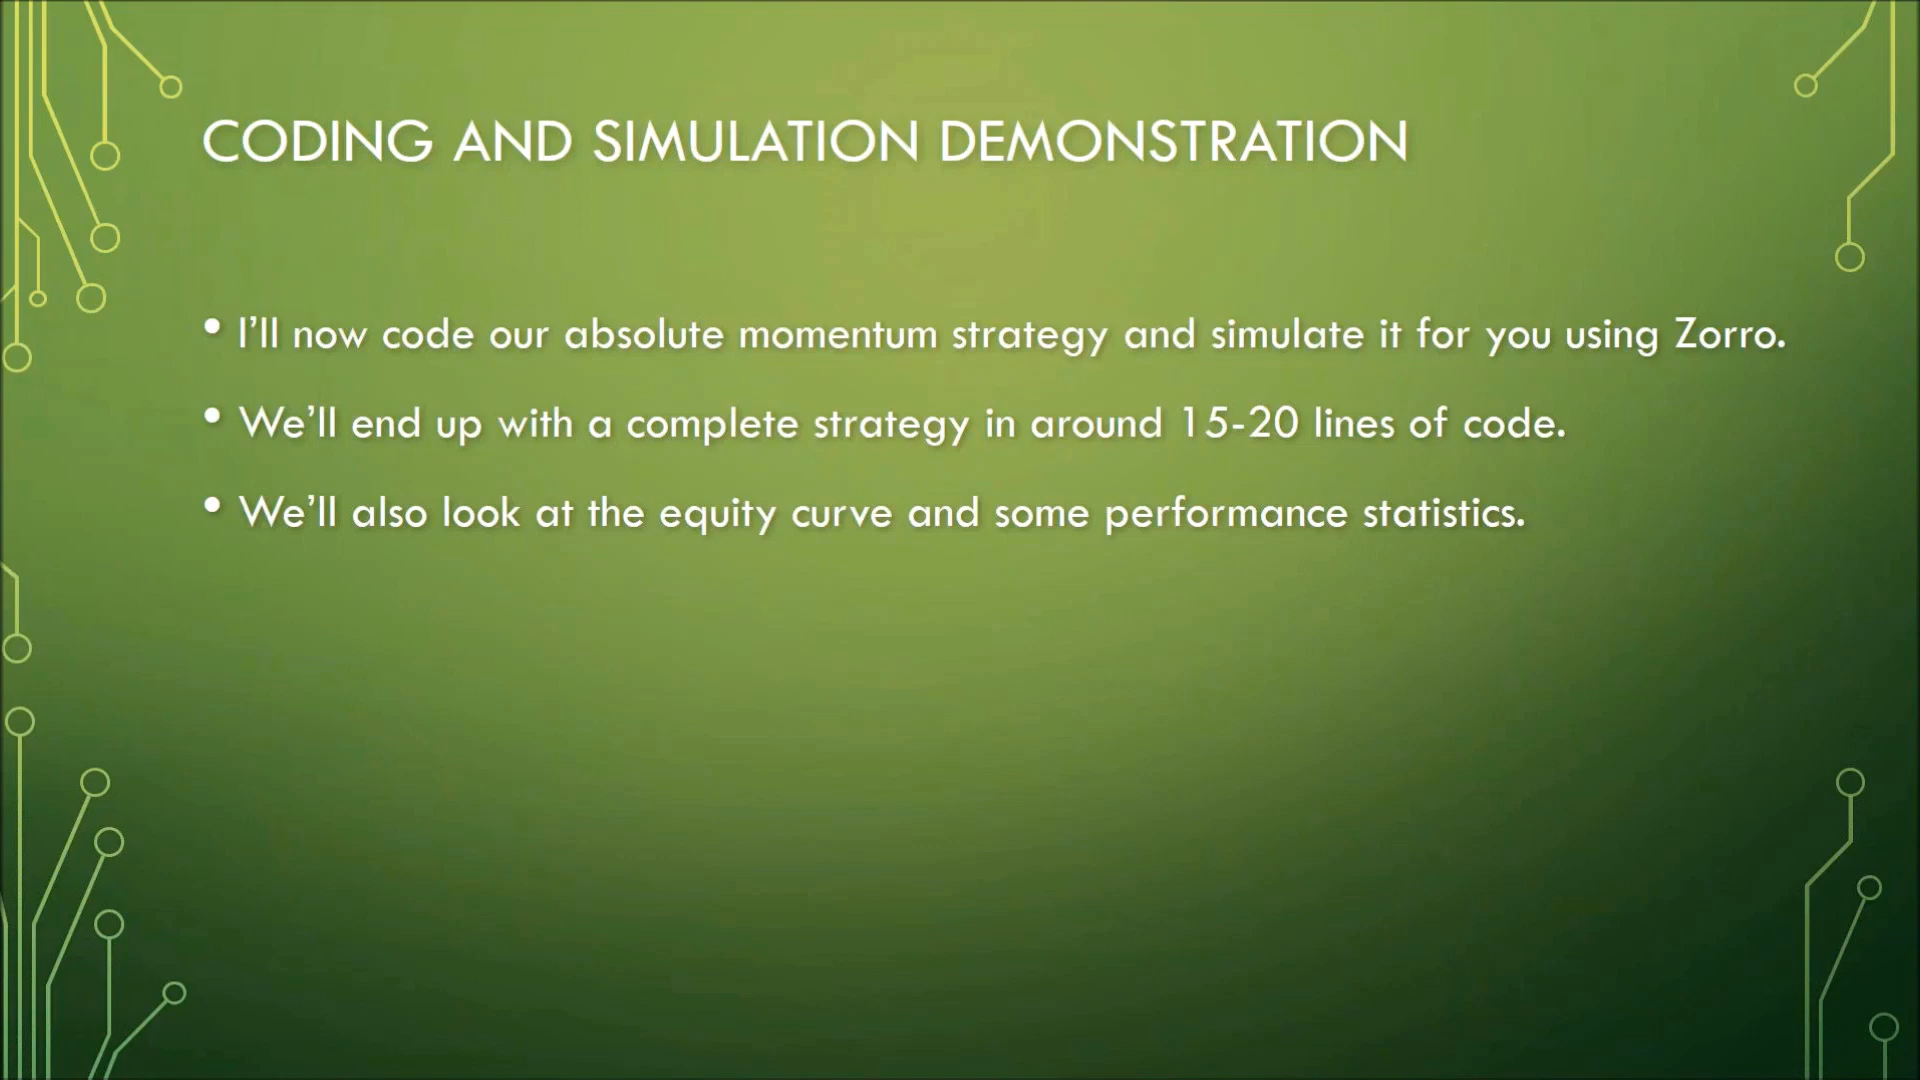 CODING AND SIMULATION DEMONSTRATION
• I’ll now code our absolute momentum strategy and simulate it for you using Zorro.
• We’ll end up with a complete strategy in around 15-20 lines of code.
• We’ll also look at the equity curve and some performance statistics.